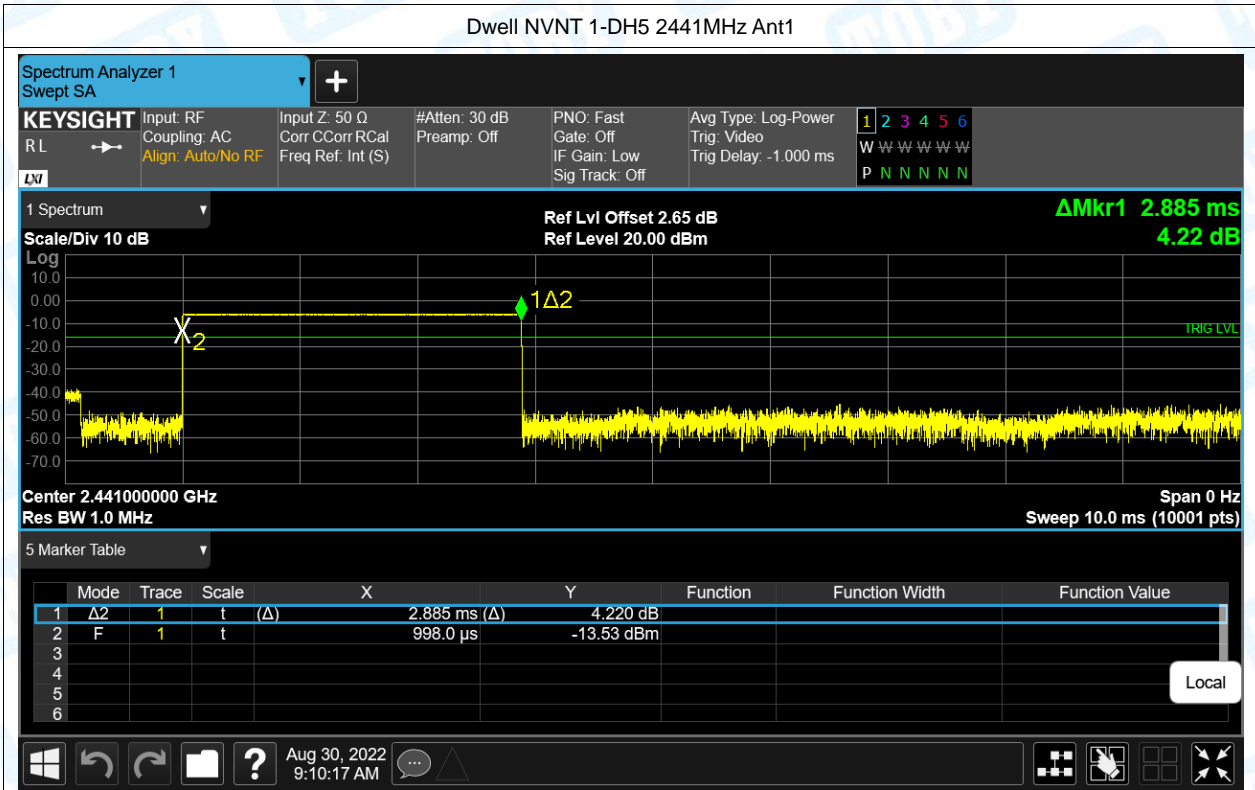 Dwell NVNT 1-DH5 2441MHz Ant1
Spectrum Analyzer 1
Swept SA
KEYSIGHT Input: RF Input Z: 50 Ω #Atten: 30 dB PNO: Fast Avg Type: Log-Power 1 2 3 4 5 6
RL Coupling: AC Corr CCorr RCal Preamp: Off Gate: Off Trig: Video W W W W W W
Align: Auto/No RF Freq Ref: Int (S) IF Gain: Low Trig Delay: -1.000 ms
LXI Sig Track: Off P N N N N N
1 Spectrum Ref Lvl Offset 2.65 dB ΔMkr1 2.885 ms
Scale/Div 10 dB Ref Level 20.00 dBm 4.22 dB
Log
10.0
0.00 1Δ2
-10.0
2 TRIG LVL
-20.0
-30.0
-40.0
-50.0
-60.0
-70.0
Center 2.441000000 GHz Span 0 Hz
Res BW 1.0 MHz Sweep 10.0 ms (10001 pts)
5 Marker Table
Mode Trace Scale X Y Function Function Width Function Value
1 Δ2 1 t (Δ) 2.885 ms (Δ) 4.220 dB
2 F 1 t 998.0 µs -13.53 dBm
3
4
5
6
Local
? Aug 30, 2022
9:10:17 AM